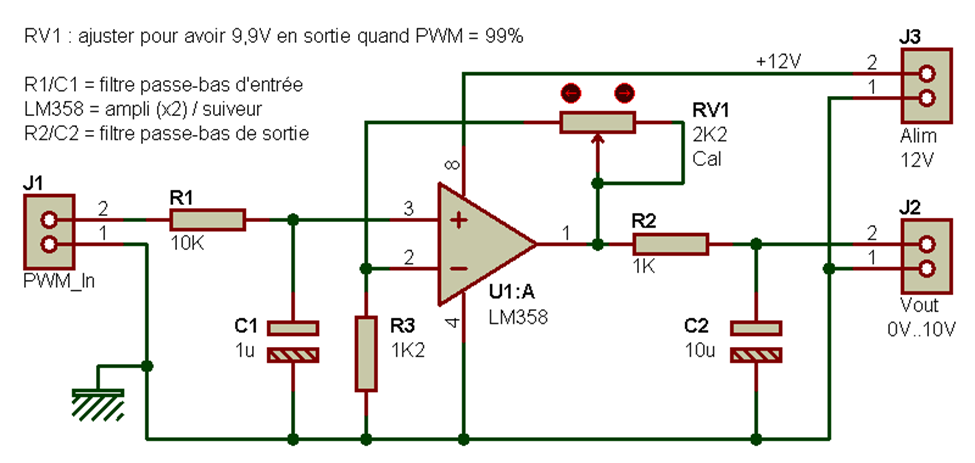 RV1 : ajuster pour avoir 9,9V en sortie quand PWM = 99%
R1/C1 = filtre passe-bas d'entrée
LM358 = ampli (x2) / suiveur
R2/C2 = filtre passe-bas de sortie
J3
+12V
2
1
Alim
12V
RV1
2K2
Cal
8
J1
2
1
PWM_In
R1
10K
3
2
1
4
U1:A
LM358
R2
1K
J2
2
1
Vout
0V..10V
C1
1u
R3
1K2
C2
10u